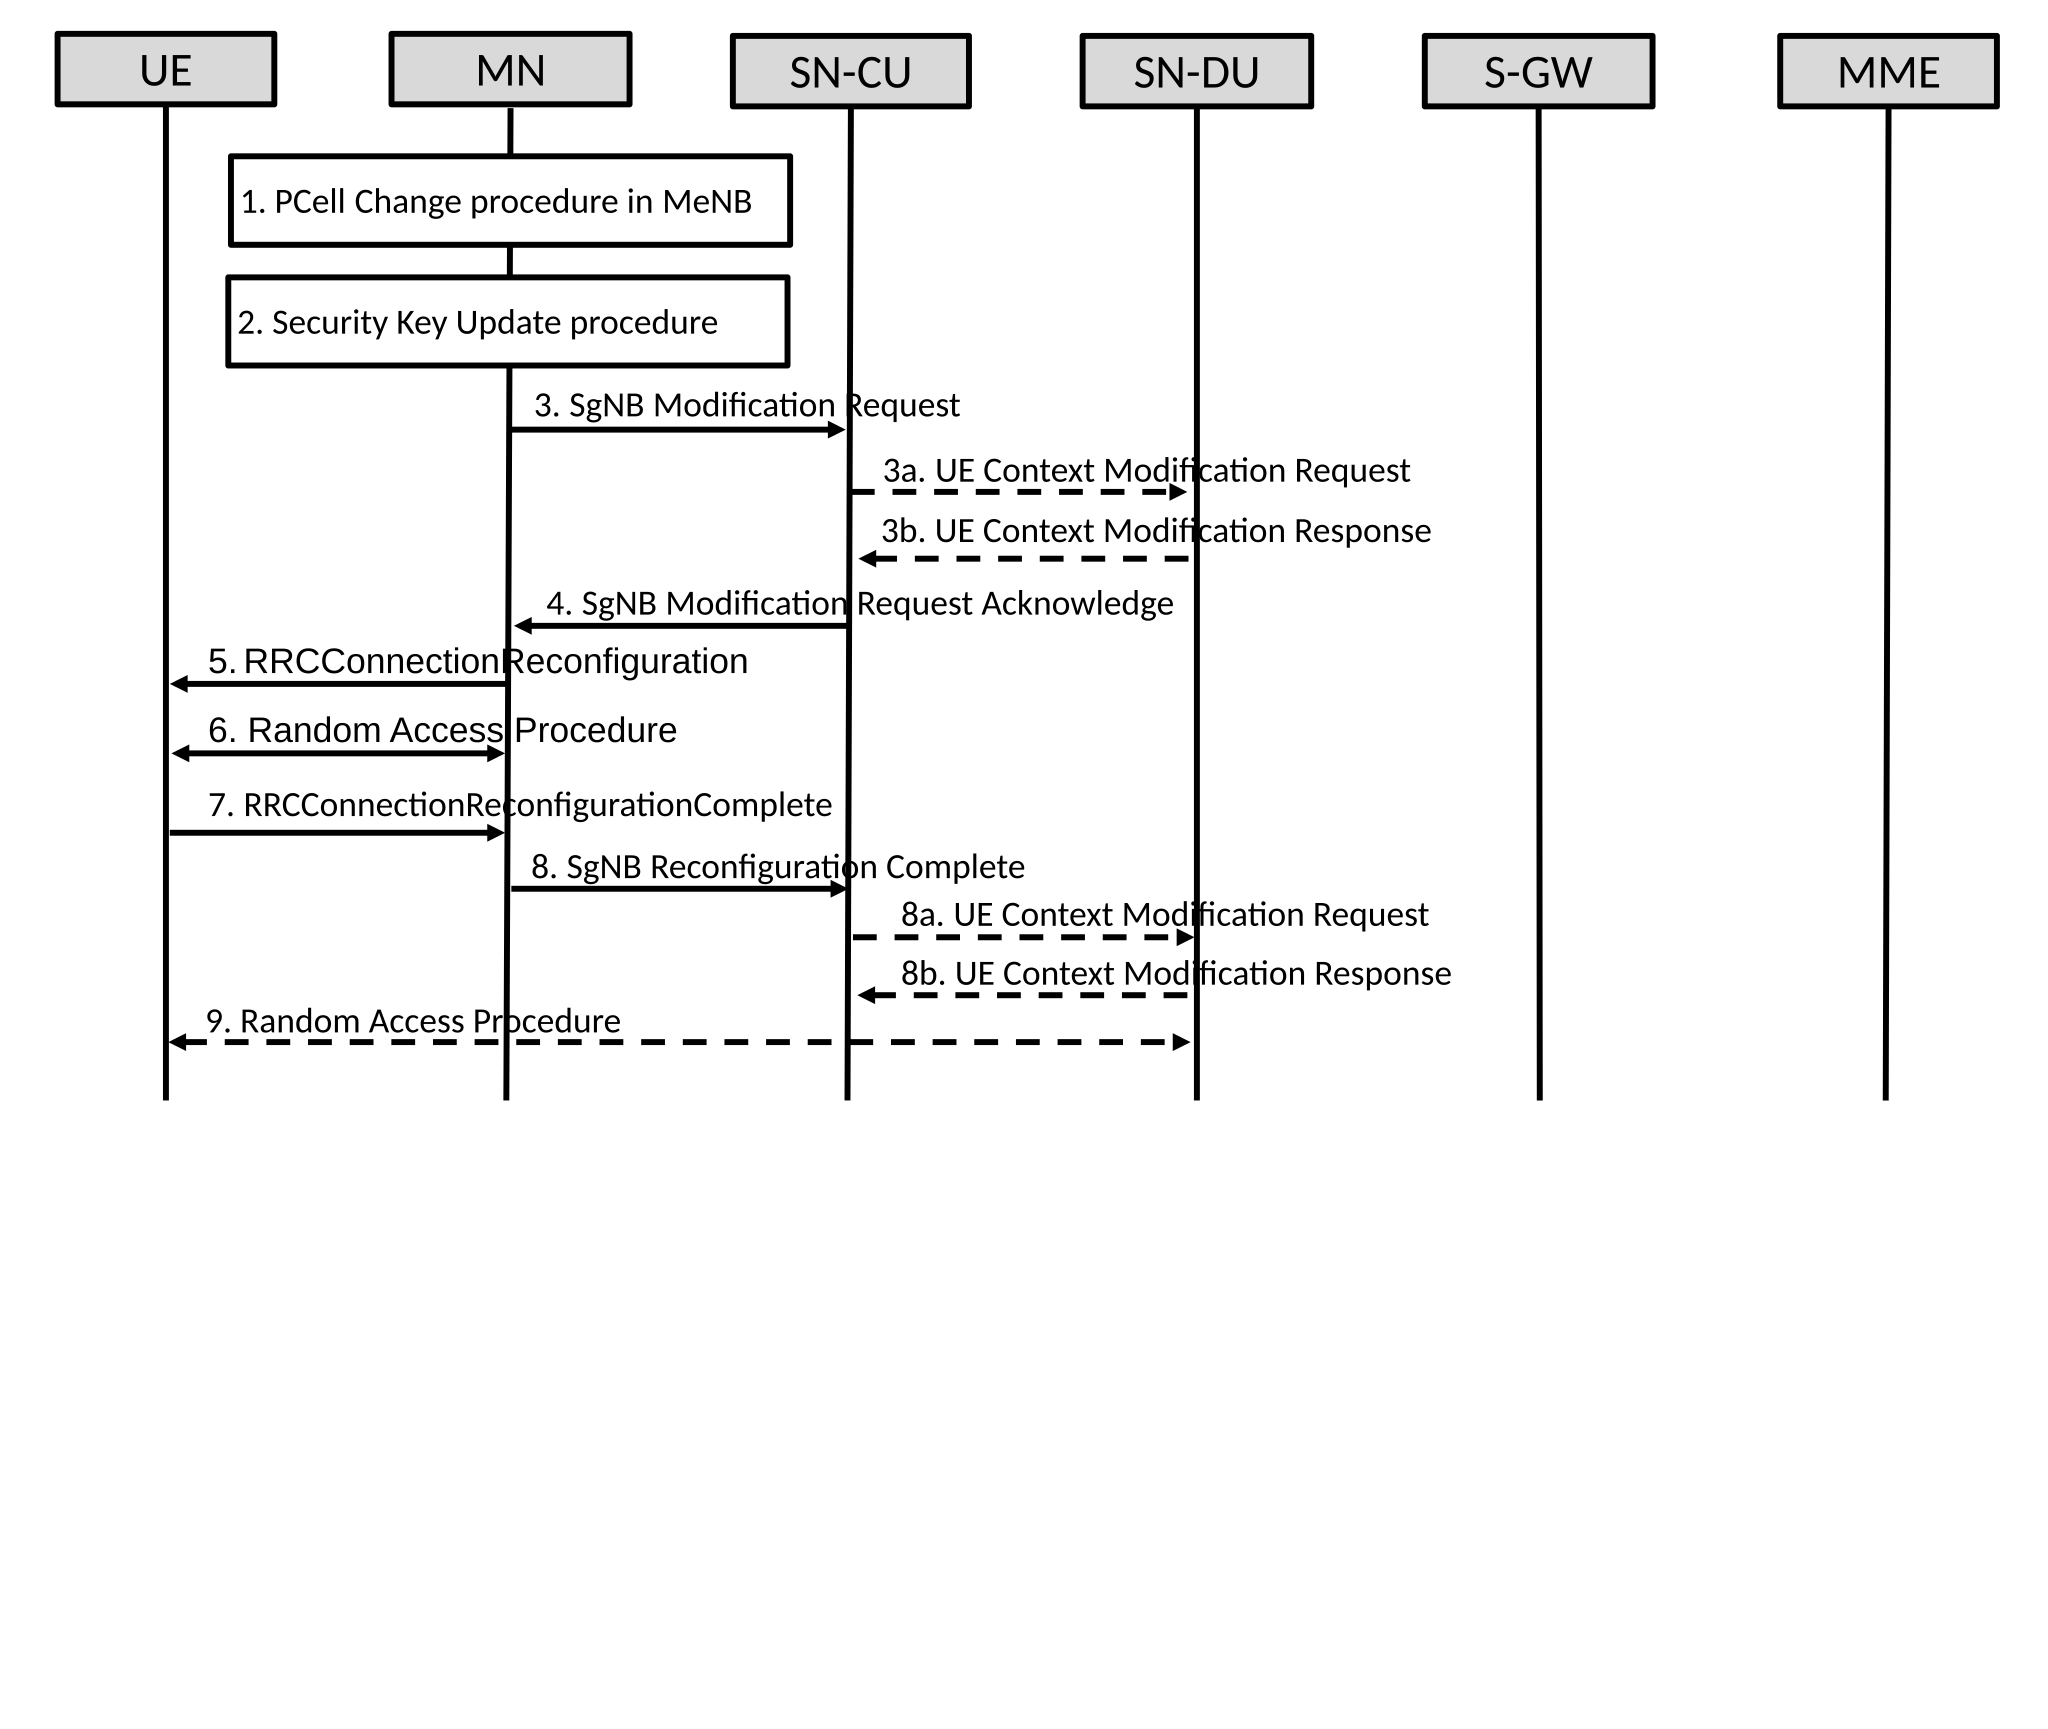 UE
MN
SN-CU
SN-DU
S-GW
MME
1. PCell Change procedure in MeNB
2. Security Key Update procedure
3. SgNB Modification Request
3a. UE Context Modification Request
3b. UE Context Modification Response
4. SgNB Modification Request Acknowledge
5. RRCConnectionReconfiguration
6. Random Access Procedure
7. RRCConnectionReconfigurationComplete
8. SgNB Reconfiguration Complete
8a. UE Context Modification Request
8b. UE Context Modification Response
9. Random Access Procedure